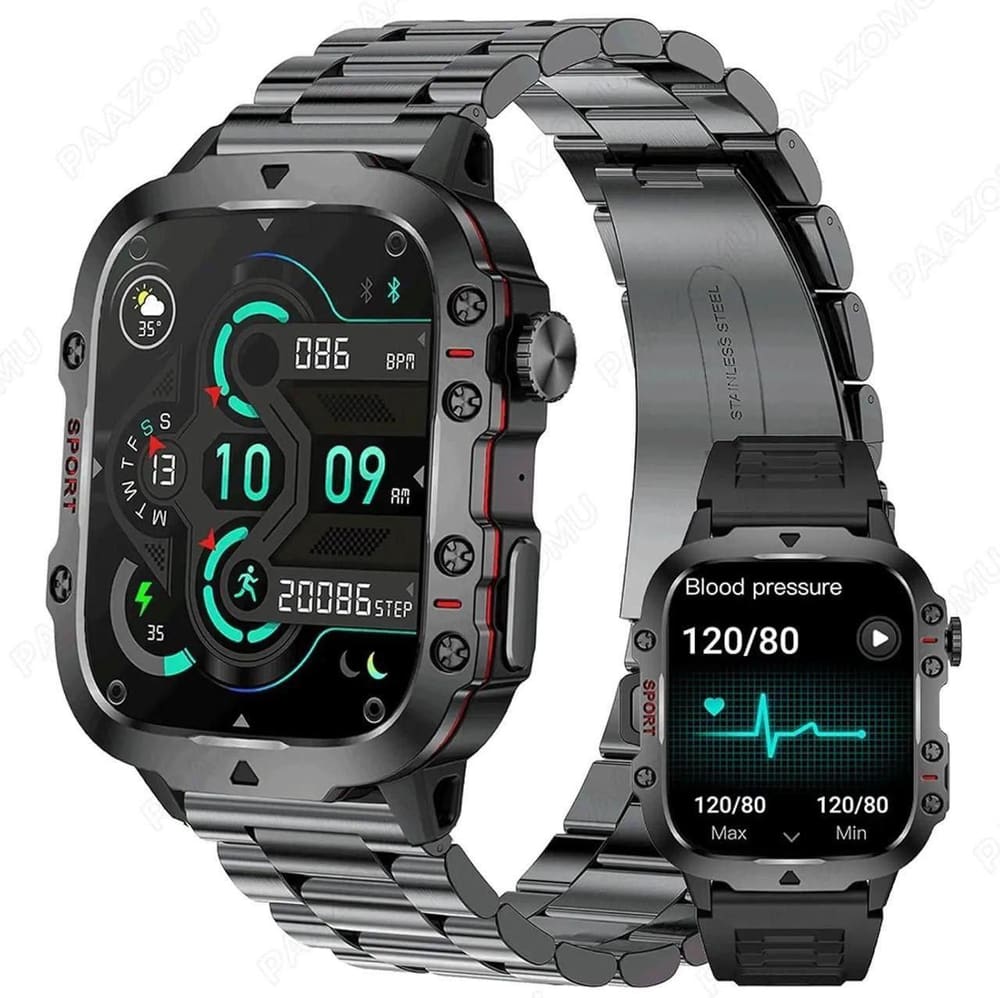 PAAZOMU
35°
086 BPM
S
S
F
T
W
T
M
13
10 09 AM
SPORT
20086 STEP
35
STAINLESS STEEL
Blood pressure
120/80
SPORT
120/80 120/80
Max Min